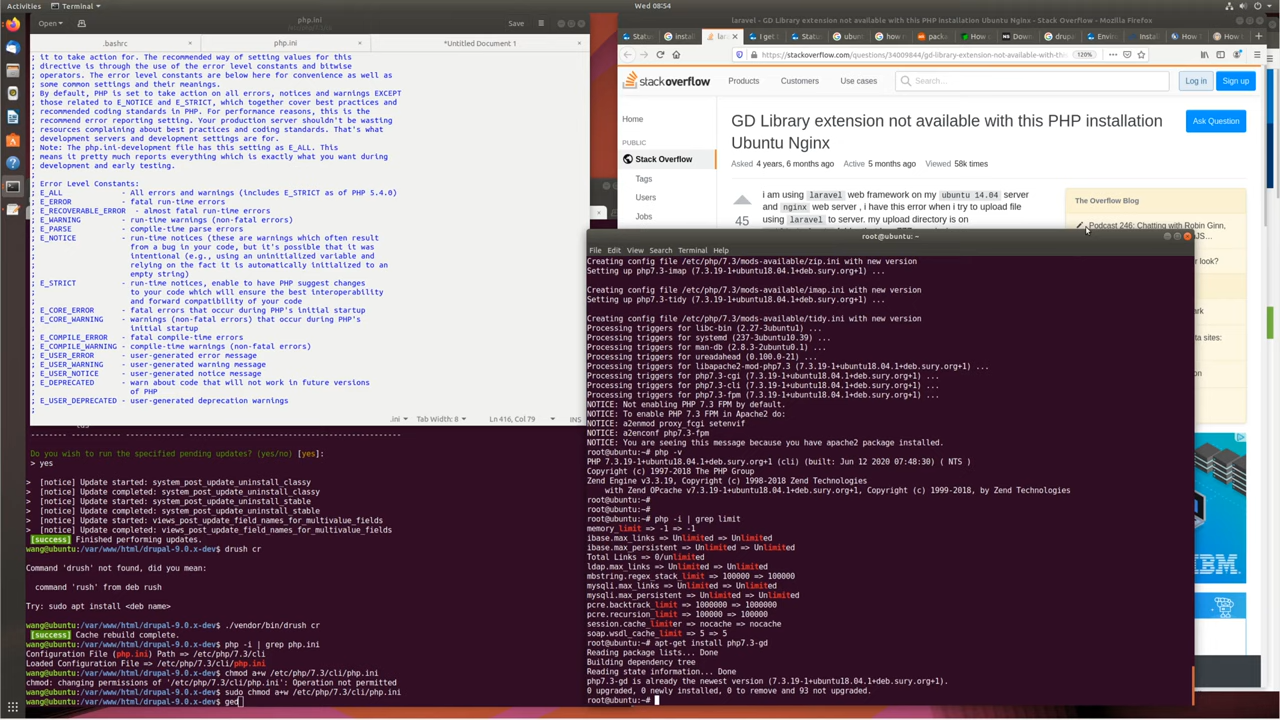 Activities
Terminal
Wed 08:54
Open
php.ini
Save
.bashrc
php.ini
*Untitled Document 1
; it to take action for. The recommended way of setting values for this
; directive is through the use of the error level constants and bitwise
; operators. The error level constants are below here for convenience as well as
; some common settings and their meanings.
; By default, PHP is set to take action on all errors, notices and warnings EXCEPT
; those related to E_NOTICE and E_STRICT, which together cover best practices and
; recommended coding standards in PHP. For performance reasons, this is the
; recommend error reporting setting. Your production server shouldn't be wasting
; resources complaining about best practices and coding standards. That's what
; development servers and development settings are for.
; Note: The php.ini-development file has this setting as E_ALL. This
; means it pretty much reports everything which is exactly what you want during
; development and early testing.
;
; Error Level Constants:
; E_ALL - All errors and warnings (includes E_STRICT as of PHP 5.4.0)
; E_ERROR - fatal run-time errors
; E_RECOVERABLE_ERROR - almost fatal run-time errors
; E_WARNING - run-time warnings (non-fatal errors)
; E_PARSE - compile-time parse errors
; E_NOTICE - run-time notices (these are warnings which often result
; from a bug in your code, but it's possible that it was
; intentional (e.g., using an uninitialized variable and
; relying on the fact it is automatically initialized to an
; empty string)
; E_STRICT - run-time notices, enable to have PHP suggest changes
; to your code which will ensure the best interoperability
; and forward compatibility of your code
; E_CORE_ERROR - fatal errors that occur during PHP's initial startup
; E_CORE_WARNING - warnings (non-fatal errors) that occur during PHP's
; initial startup
; E_COMPILE_ERROR - fatal compile-time errors
; E_COMPILE_WARNING - compile-time warnings (non-fatal errors)
; E_USER_ERROR - user-generated error message
; E_USER_WARNING - user-generated warning message
; E_USER_NOTICE - user-generated notice message
; E_DEPRECATED - warn about code that will not work in future versions
; of PHP
; E_USER_DEPRECATED - user-generated deprecation warnings
;
.ini Tab Width: 8 Ln 416, Col 79 INS
Do you wish to run the specified pending updates? (yes/no) [yes]:
> yes
> [notice] Update started: system_post_update_uninstall_classy
> [notice] Update completed: system_post_update_uninstall_classy
> [notice] Update started: system_post_update_uninstall_stable
> [notice] Update completed: system_post_update_uninstall_stable
> [notice] Update started: views_post_update_field_names_for_multivalue_fields
> [notice] Update completed: views_post_update_field_names_for_multivalue_fields
[success] Finished performing updates.
wang@ubuntu:/var/www/html/drupal-9.0.x-dev$ drush cr
Command 'drush' not found, did you mean:
command 'rush' from deb rush
Try: sudo apt install <deb name>
wang@ubuntu:/var/www/html/drupal-9.0.x-dev$ ./vendor/bin/drush cr
[success] Cache rebuild complete.
wang@ubuntu:/var/www/html/drupal-9.0.x-dev$ php -i | grep php.ini
Configuration File (php.ini) Path => /etc/php/7.3/cli
Loaded Configuration File => /etc/php/7.3/cli/php.ini
wang@ubuntu:/var/www/html/drupal-9.0.x-dev$ chmod a+w /etc/php/7.3/cli/php.ini
chmod: changing permissions of '/etc/php/7.3/cli/php.ini': Operation not permitted
wang@ubuntu:/var/www/html/drupal-9.0.x-dev$ sudo chmod a+w /etc/php/7.3/cli/php.ini
wang@ubuntu:/var/www/html/drupal-9.0.x-dev$ ged
laravel - GD Library extension not available with this PHP installation Ubuntu Nginx - Stack Overflow - Mozilla Firefox
https://stackoverflow.com/questions/34009844/gd-library-extension-not-available-with-this
120%
stackoverflow
Products
Customers
Use cases
Search...
Log in
Sign up
Home
PUBLIC
Stack Overflow
Tags
Users
Jobs
GD Library extension not available with this PHP installation
Ubuntu Nginx
Ask Question
Asked 4 years, 6 months ago Active 5 months ago Viewed 58k times
45
i am using laravel web framework on my ubuntu 14.04 server
and nginx web server , i have this error when i try to upload file
using laravel to server. my upload directory is on
The Overflow Blog
Podcast 246: Chatting with Robin Ginn,
root@ubuntu: ~
File Edit View Search Terminal Help
Creating config file /etc/php/7.3/mods-available/zip.ini with new version
Setting up php7.3-imap (7.3.19-1+ubuntu18.04.1+deb.sury.org+1) ...
Creating config file /etc/php/7.3/mods-available/imap.ini with new version
Setting up php7.3-tidy (7.3.19-1+ubuntu18.04.1+deb.sury.org+1) ...
Creating config file /etc/php/7.3/mods-available/tidy.ini with new version
Processing triggers for libc-bin (2.27-3ubuntu1) ...
Processing triggers for systemd (237-3ubuntu10.39) ...
Processing triggers for man-db (2.8.3-2ubuntu0.1) ...
Processing triggers for ureadahead (0.100.0-21) ...
Processing triggers for libapache2-mod-php7.3 (7.3.19-1+ubuntu18.04.1+deb.sury.org+1) ...
Processing triggers for php7.3-cgi (7.3.19-1+ubuntu18.04.1+deb.sury.org+1) ...
Processing triggers for php7.3-cli (7.3.19-1+ubuntu18.04.1+deb.sury.org+1) ...
Processing triggers for php7.3-fpm (7.3.19-1+ubuntu18.04.1+deb.sury.org+1) ...
NOTICE: Not enabling PHP 7.3 FPM by default.
NOTICE: To enable PHP 7.3 FPM in Apache2 do:
NOTICE: a2enmod proxy_fcgi setenvif
NOTICE: a2enconf php7.3-fpm
NOTICE: You are seeing this message because you have apache2 package installed.
root@ubuntu:~# php -v
PHP 7.3.19-1+ubuntu18.04.1+deb.sury.org+1 (cli) (built: Jun 12 2020 07:48:30) ( NTS )
Copyright (c) 1997-2018 The PHP Group
Zend Engine v3.3.19, Copyright (c) 1998-2018 Zend Technologies
with Zend OPcache v7.3.19-1+ubuntu18.04.1+deb.sury.org+1, Copyright (c) 1999-2018, by Zend Technologies
root@ubuntu:~#
root@ubuntu:~#
root@ubuntu:~# php -i | grep limit
memory_limit => -1 => -1
ibase.max_links => Unlimited => Unlimited
ibase.max_persistent => Unlimited => Unlimited
Total Links => 0/unlimited
ldap.max_links => Unlimited => Unlimited
mbstring.regex_stack_limit => 100000 => 100000
mysqli.max_links => Unlimited => Unlimited
mysqli.max_persistent => Unlimited => Unlimited
pcre.backtrack_limit => 1000000 => 1000000
pcre.recursion_limit => 100000 => 100000
session.cache_limiter => nocache => nocache
soap.wsdl_cache_limit => 5 => 5
root@ubuntu:~# apt-get install php7.3-gd
Reading package lists... Done
Building dependency tree
Reading state information... Done
php7.3-gd is already the newest version (7.3.19-1+ubuntu18.04.1+deb.sury.org+1).
0 upgraded, 0 newly installed, 0 to remove and 93 not upgraded.
root@ubuntu:~#